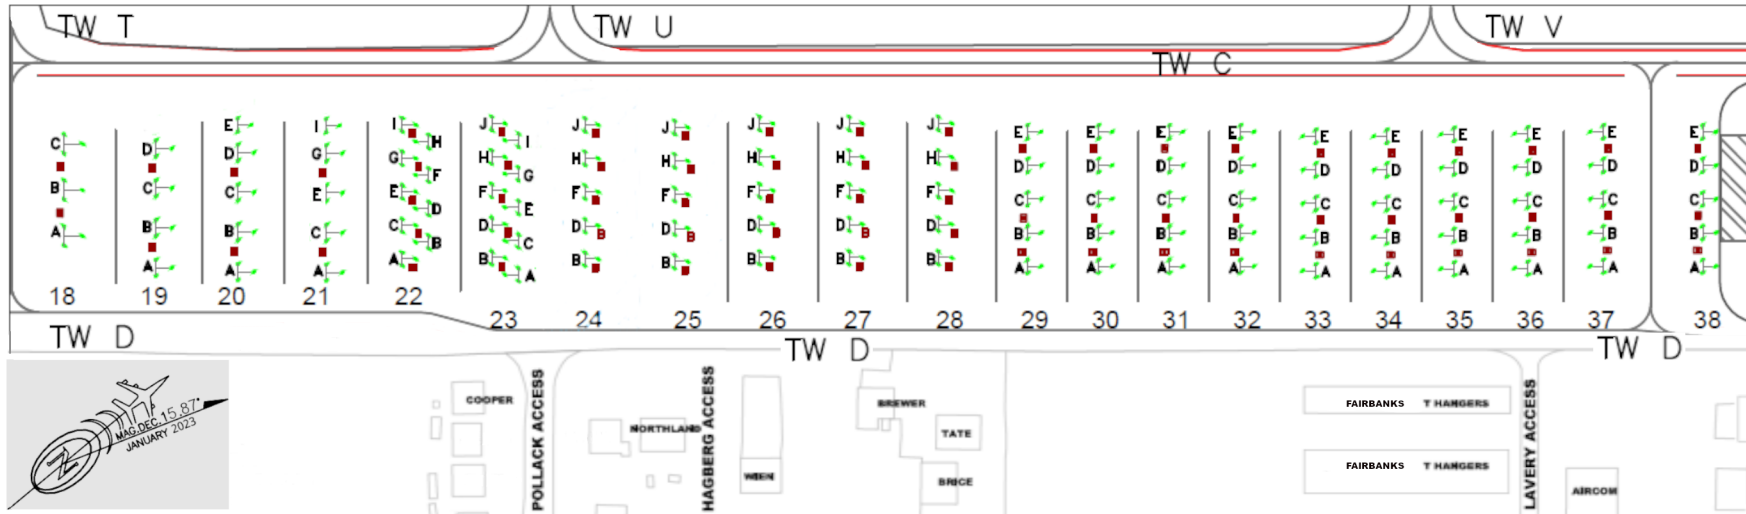 TW T
TW U
TW V
TW C
C
B
A
18
D
C
B
A
19
E
D
C
B
A
20
I
G
E
C
A
21
I
H
G
F
E
D
C
B
A
22
J
I
H
G
F
E
D
C
B
A
23
J
H
F
D
B
B
24
J
H
F
D
B
B
25
J
H
F
D
B
26
J
H
F
D
B
B
27
J
H
F
D
B
28
E
D
C
B
A
29
E
D
C
B
A
30
E
D
C
B
A
31
E
D
C
B
A
32
E
D
C
B
A
33
E
D
C
B
A
34
E
D
C
B
A
35
E
D
C
B
A
36
E
D
C
B
A
37
E
D
C
B
A
38
TW D
TW D
TW D
MAG.DEC.15.87°
JANUARY 2023
COOPER
POLLACK ACCESS
NORTHLAND
HAGBERG ACCESS
WIEN
BREWER
TATE
BRICE
FAIRBANKS T HANGERS
FAIRBANKS T HANGERS
LAVERY ACCESS
AIRCOM